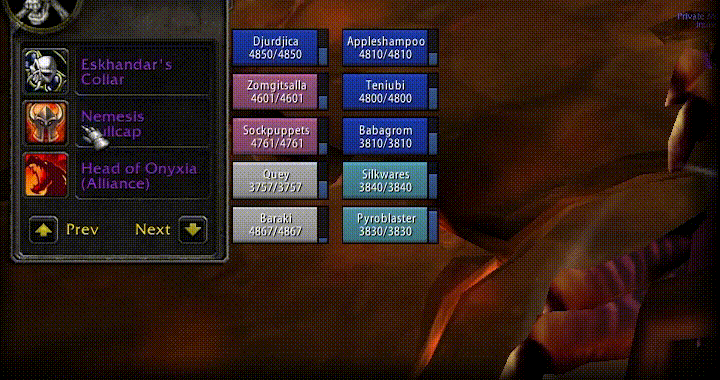 Eskhandar's
Collar
Nemesis
ullcap
Head of Onyxia
(Alliance)
Prev
Next
Djurdjica
4850/4850
Appleshampoo
4810/4810
Zomgitsalla
4601/4601
Teniubi
4800/4800
Sockpuppets
4761/4761
Babagrom
3810/3810
Quey
3757/3757
Silkwares
3840/3840
Baraki
4867/4867
Pyroblaster
3830/3830
Private